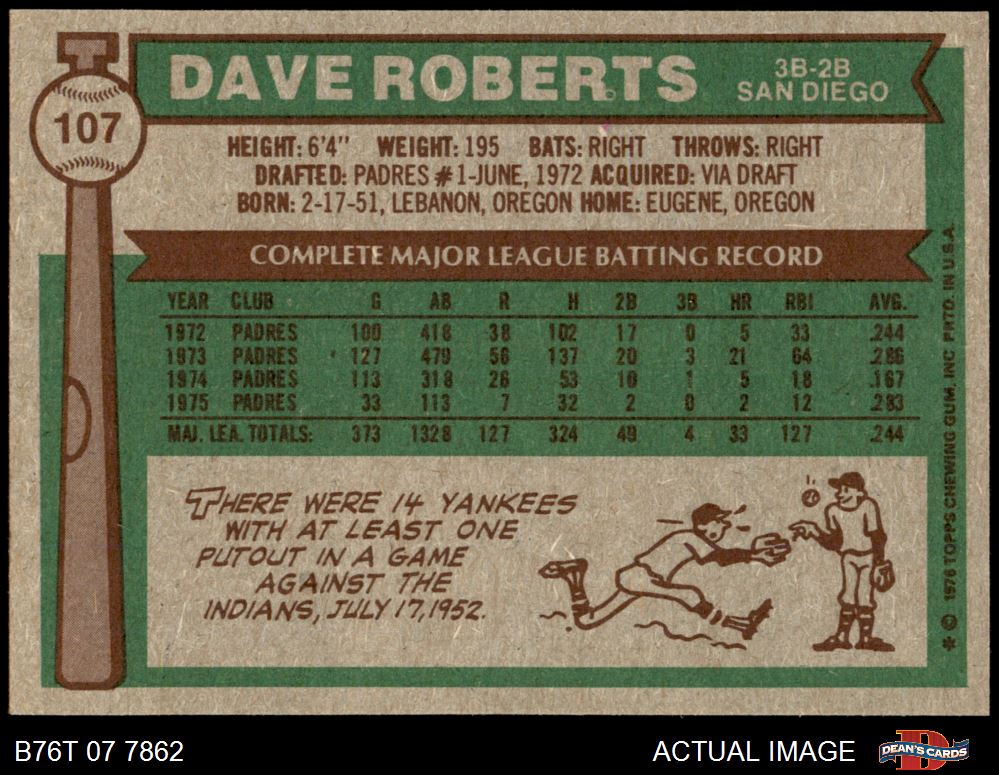 DAVE ROBERTS
3B-2B
SAN DIEGO
107
HEIGHT: 6'4" WEIGHT: 195 BATS: RIGHT THROWS: RIGHT
DRAFTED: PADRES #1-JUNE, 1972 ACQUIRED: VIA DRAFT
BORN: 2-17-51, LEBANON, OREGON HOME: EUGENE, OREGON
COMPLETE MAJOR LEAGUE BATTING RECORD
YEAR CLUB G AB R H 2B 3B HR RBI AVG.
1972 PADRES 100 418 38 102 17 0 5 33 .244
1973 PADRES 127 479 56 137 20 3 21 64 .286
1974 PADRES 113 318 26 53 10 1 5 18 .167
1975 PADRES 33 113 7 32 2 0 2 12 .283
MAJ. LEA. TOTALS: 373 1328 127 324 49 4 33 127 .244
THERE WERE 14 YANKEES
WITH AT LEAST ONE
PUTOUT IN A GAME
AGAINST THE
INDIANS, JULY 17, 1952.
* © 1976 TOPPS CHEWING GUM, INC PRTD. IN U.S.A.
B76T 07 7862
ACTUAL IMAGE
D
DEAN'S CARDS